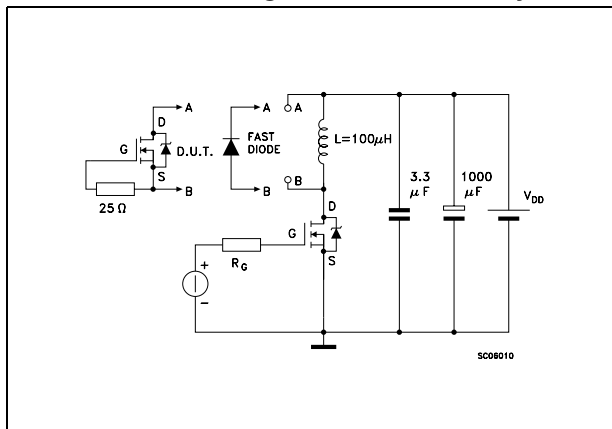 A
A
A
D
G
D.U.T.
FAST
DIODE
L=100μH
S
B
B
B
25 Ω
D
G
S
R_G
+
-
3.3
μF
1000
μF
V_DD
SC06010